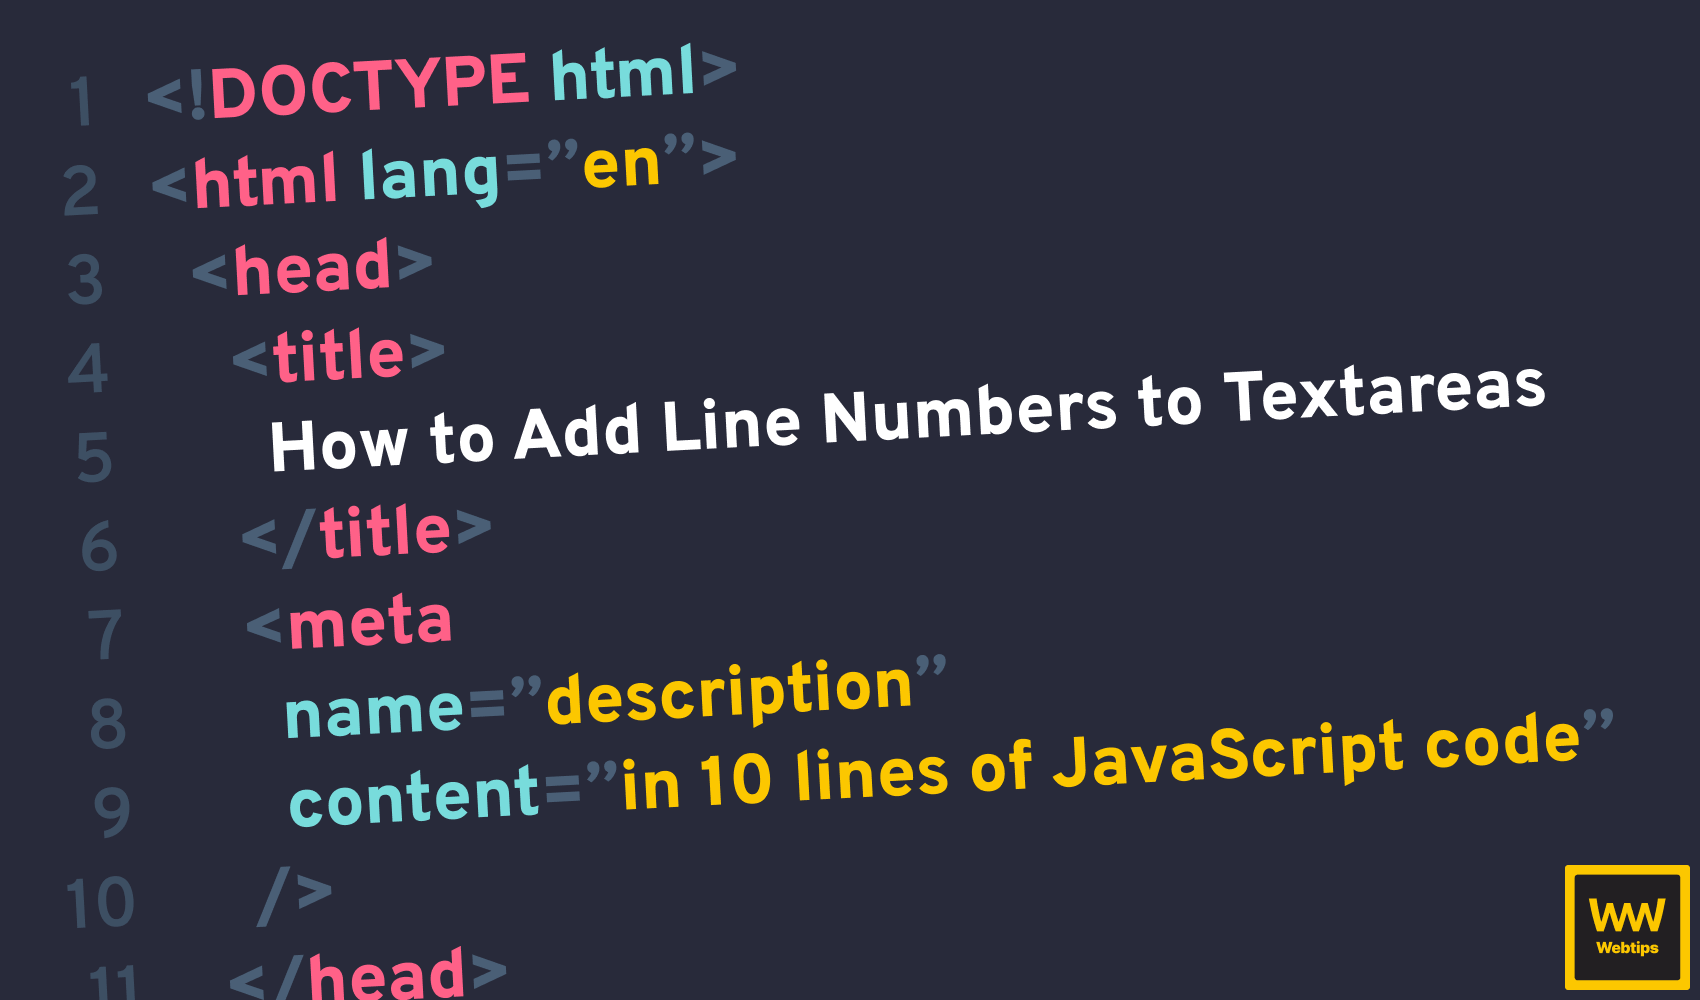 1 <!DOCTYPE html>
2 <html lang=”en”>
3 <head>
4 <title>
5 How to Add Line Numbers to Textareas
6 </title>
7 <meta
8 name=”description”
9 content=”in 10 lines of JavaScript code”
10 />
11 </head>
WW
Webtips